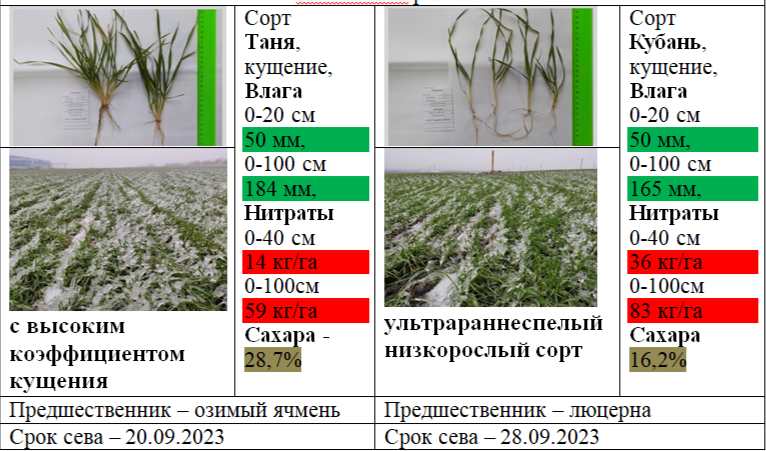 Сорт
Таня,
кущение,
Влага
0-20 см
50 мм,
0-100 см
184 мм,
Нитраты
0-40 см
14 кг/га
0-100см
59 кг/га
Сахара -
28,7%
с высоким
коэффициентом
кущения
Сорт
Кубань,
кущение,
Влага
0-20 см
50 мм,
0-100 см
165 мм,
Нитраты
0-40 см
36 кг/га
0-100см
83 кг/га
Сахара
16,2%
ультрараннеспелый
низкорослый сорт
Предшественник – озимый ячмень
Предшественник – люцерна
Срок сева – 20.09.2023
Срок сева – 28.09.2023